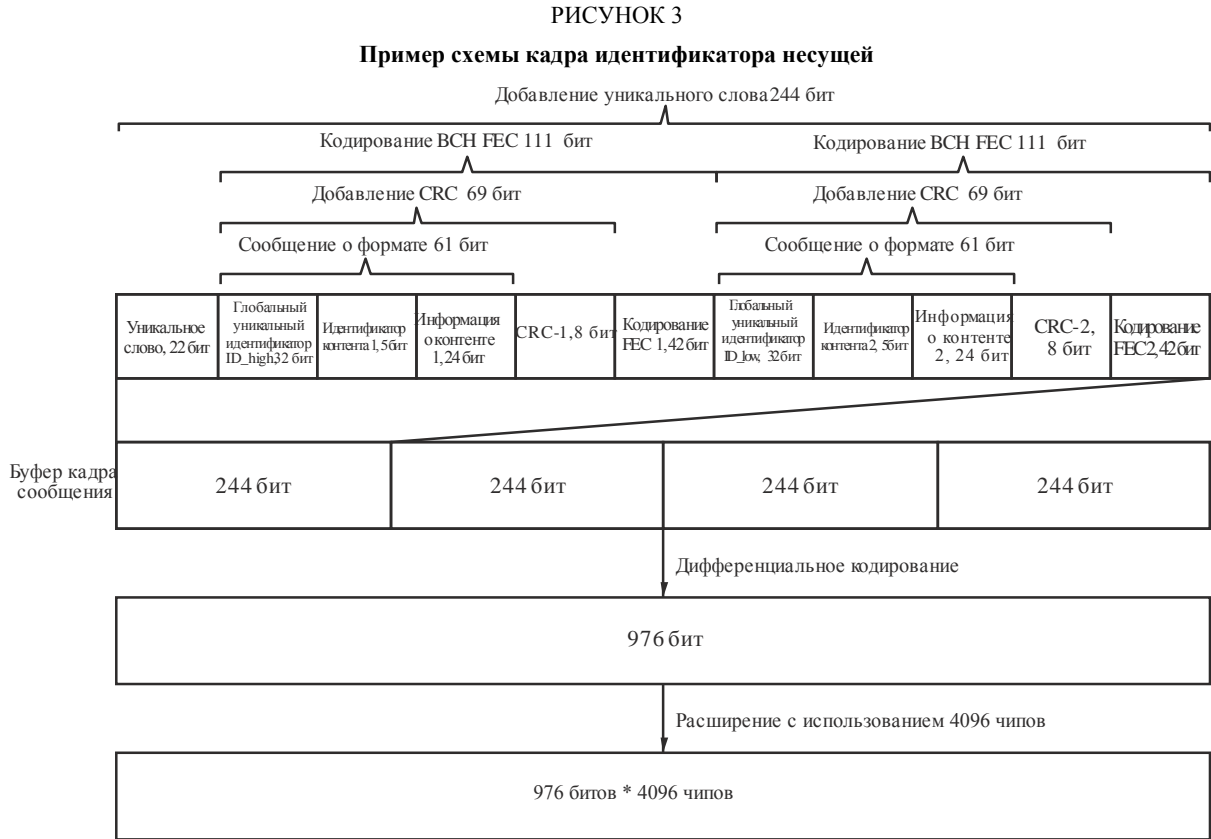 РИСУНОК 3
Пример схемы кадра идентификатора несущей
Добавление уникального слова 244 бит
Кодирование BCH FEC 111 бит
Кодирование BCH FEC 111 бит
Добавление CRC 69 бит
Добавление CRC 69 бит
Сообщение о формате 61 бит
Сообщение о формате 61 бит
Уникальное
слово, 22 бит
Глобальный
уникальный
идентификатор
ID_high,32 бит
Идентификатор
контента 1, 5 бит
Информация
о контенте
1,24 бит
CRC-1, 8 бит
Кодирование
FEC 1, 42 бит
Глобальный
уникальный
идентификатор
ID_low, 32 бит
Идентификатор
контента 2, 5 бит
Информация
о контенте
2, 24 бит
CRC-2,
8 бит
Кодирование
FEC2, 42 бит
Буфер кадра
сообщения
244 бит
244 бит
244 бит
244 бит
Дифференциальное кодирование
976 бит
Расширение с использованием 4096 чипов
976 битов * 4096 чипов